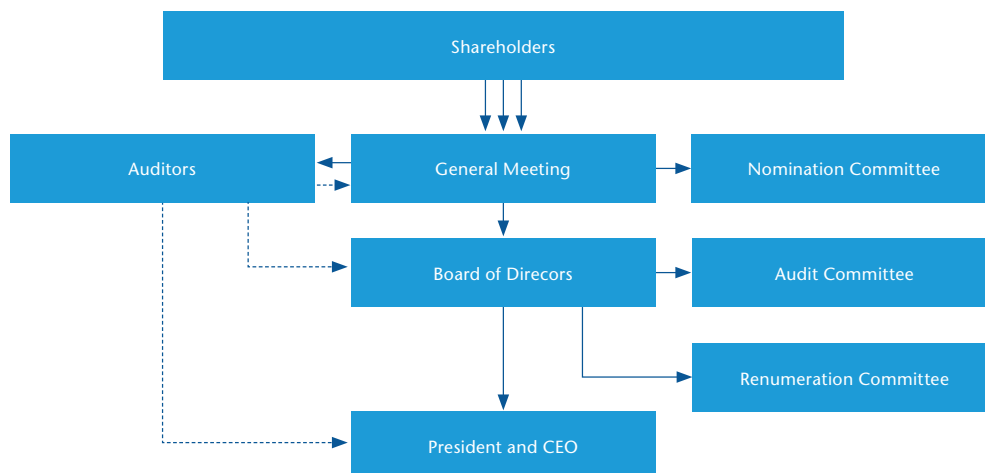 Shareholders
Auditors
General Meeting
Nomination Committee
Board of Direcors
Audit Committee
Renumeration Committee
President and CEO